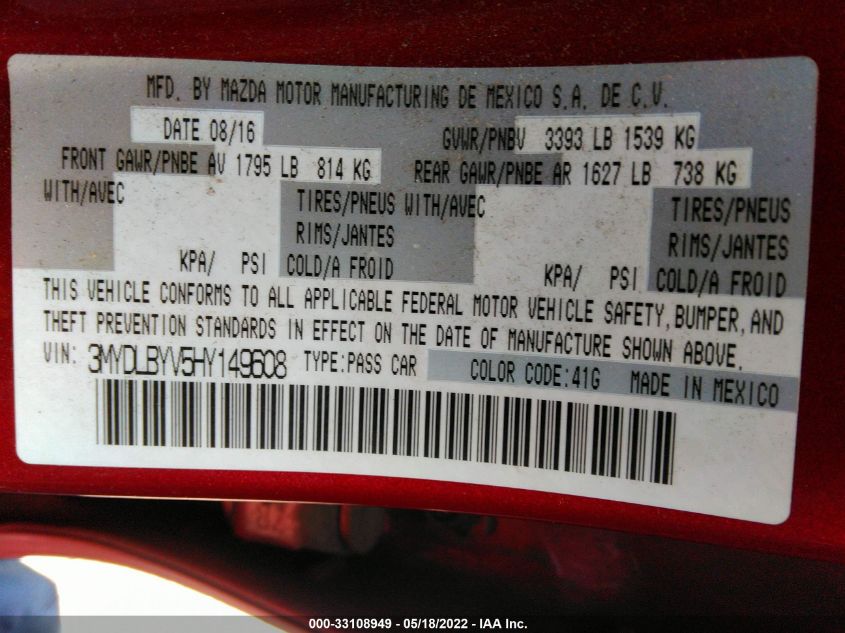 MFD. BY MAZDA MOTOR MANUFACTURING DE MEXICO S.A. DE C.V.
DATE 08/16 GVWR/PNBV 3393 LB 1539 KG
FRONT GAWR/PNBE AV 1795 LB 814 KG REAR GAWR/PNBE AR 1627 LB 738 KG
WITH/AVEC TIRES/PNEUS WITH/AVEC TIRES/PNEUS
RIMS/JANTES RIMS/JANTES
KPA/ PSI COLD/A FROID KPA/ PSI COLD/A FROID
THIS VEHICLE CONFORMS TO ALL APPLICABLE FEDERAL MOTOR VEHICLE SAFETY, BUMPER, AND
THEFT PREVENTION STANDARDS IN EFFECT ON THE DATE OF MANUFACTURE SHOWN ABOVE.
VIN: 3MYDLBYV5HY149608 TYPE:PASS CAR COLOR CODE:41G MADE IN MEXICO
000-33108949 - 05/18/2022 - IAA Inc.